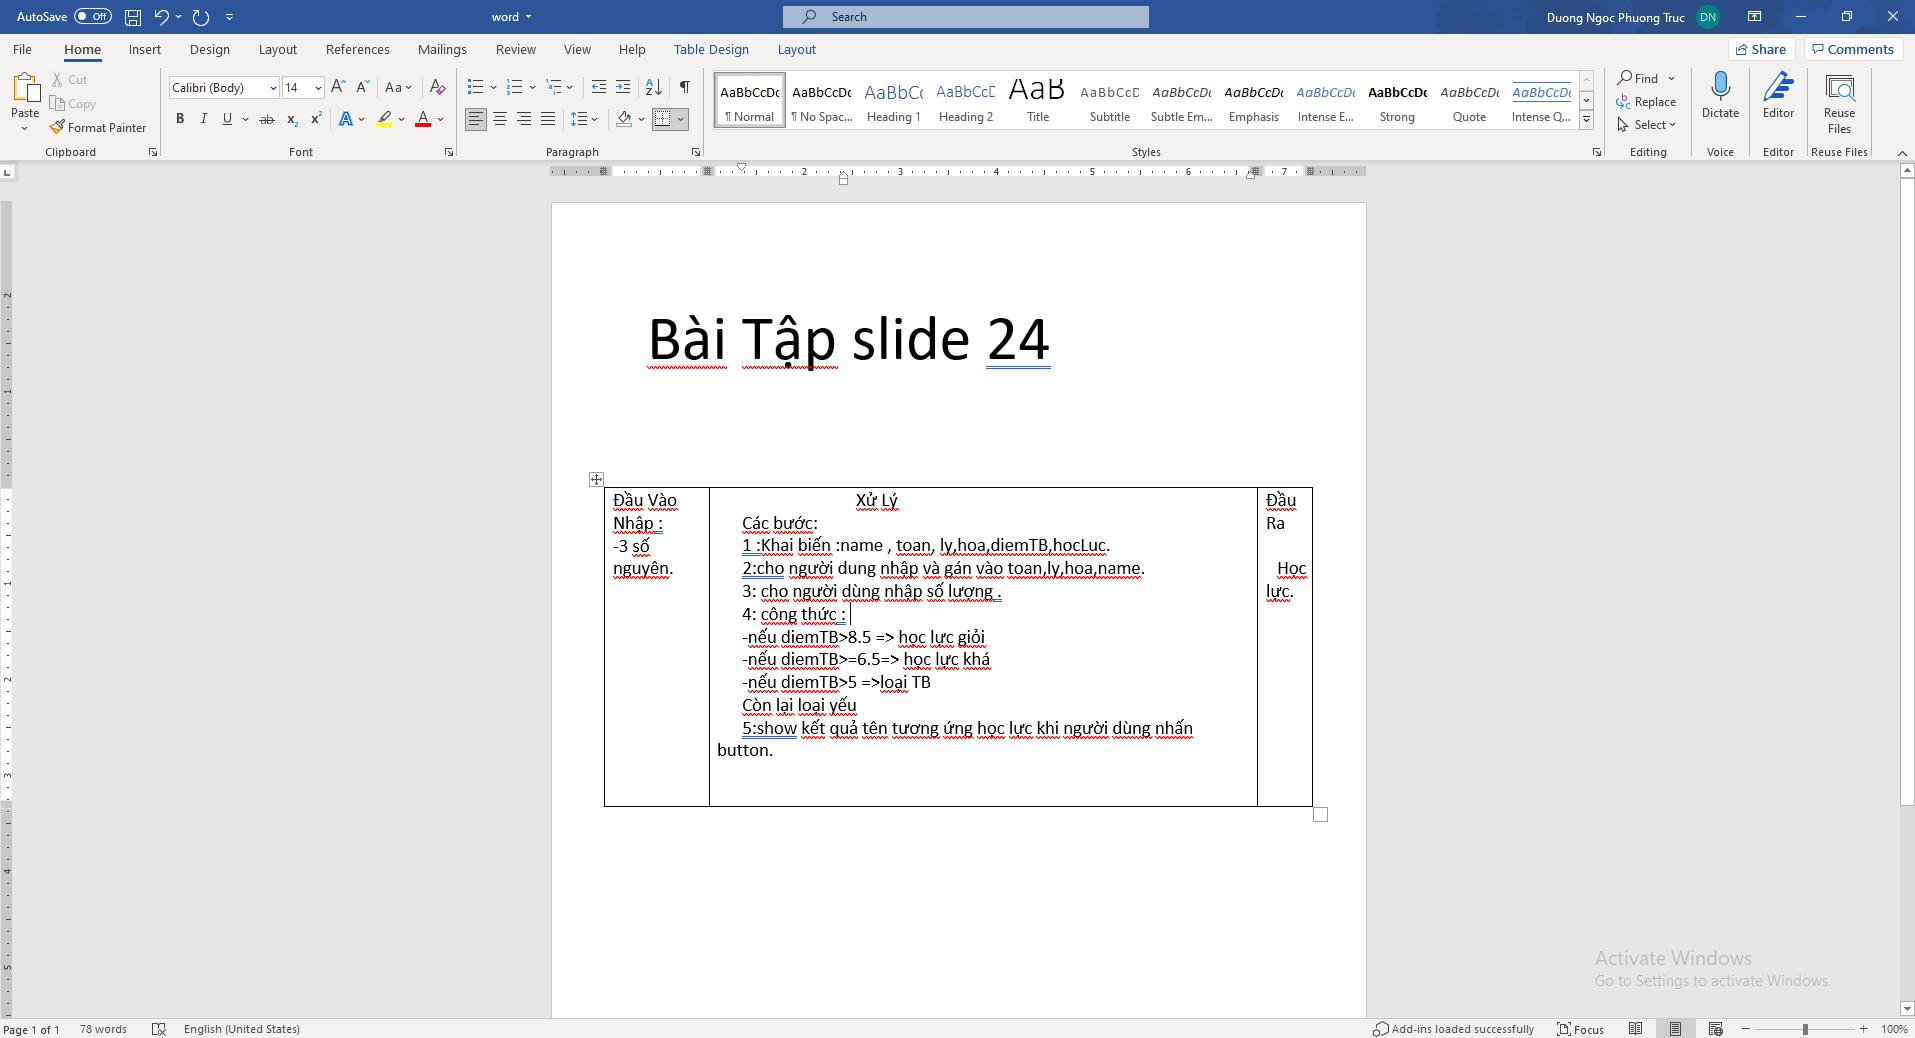 AutoSave Off word Search Duong Ngoc Phuong Truc DN
File Home Insert Design Layout References Mailings Review View Help Table Design Layout Share Comments
Paste Cut Copy Format Painter
Clipboard
Calibri (Body) 14
Font
Paragraph
AaBbCcDc AaBbCcDc AaBbCc AaBbCcD AaB AaBbCcD AaBbCcDc AaBbCcDc AaBbCcDc AaBbCcDc AaBbCcDc AaBbCcDc
¶ Normal ¶ No Spac... Heading 1 Heading 2 Title Subtitle Subtle Em... Emphasis Intense E... Strong Quote Intense Q...
Styles
Find
Replace
Select
Editing
Dictate
Voice
Editor
Editor
Reuse Files
Reuse Files
2 3 4 5 6 7
Bài Tập slide 24
Đầu Vào
Nhập :
-3 số
nguyên.
Xử Lý
Các bước:
1 :Khai biến :name , toan, ly,hoa,diemTB,hocLuc.
2:cho người dung nhập và gán vào toan,ly,hoa,name.
3: cho người dùng nhập số lượng .
4: công thức :
-nếu diemTB>8.5 => học lực giỏi
-nếu diemTB>=6.5=> học lực khá
-nếu diemTB>5 =>loại TB
Còn lại loại yếu
5:show kết quả tên tương ứng học lực khi người dùng nhấn
button.
Đầu
Ra
Học
lực.
Activate Windows
Go to Settings to activate Windows.
Page 1 of 1 78 words English (United States) Add-ins loaded successfully Focus 100%